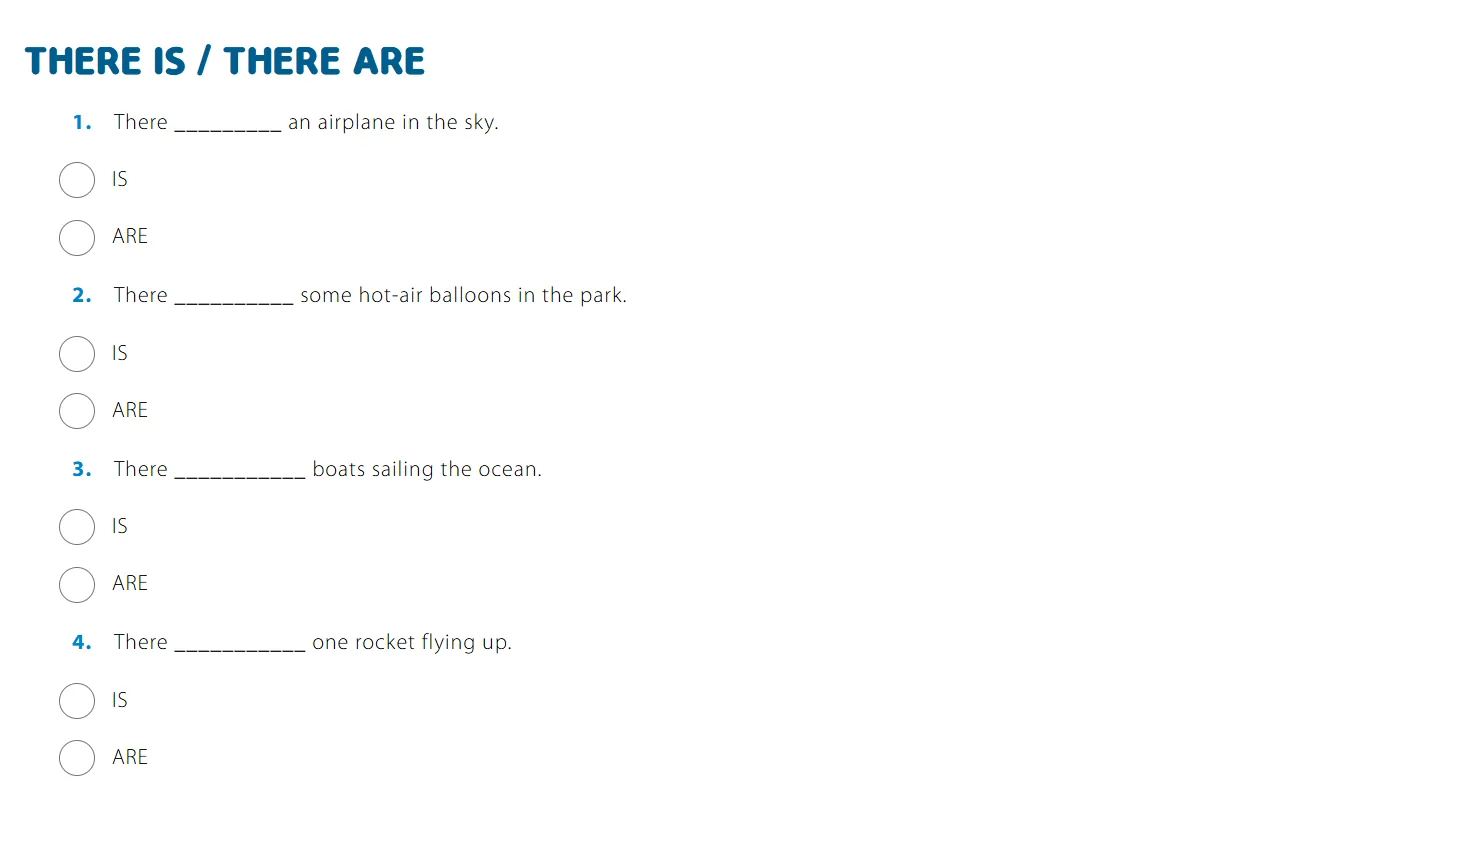 THERE IS / THERE ARE
1. There _________ an airplane in the sky.
IS
ARE
2. There __________ some hot-air balloons in the park.
IS
ARE
3. There ___________ boats sailing the ocean.
IS
ARE
4. There ___________ one rocket flying up.
IS
ARE